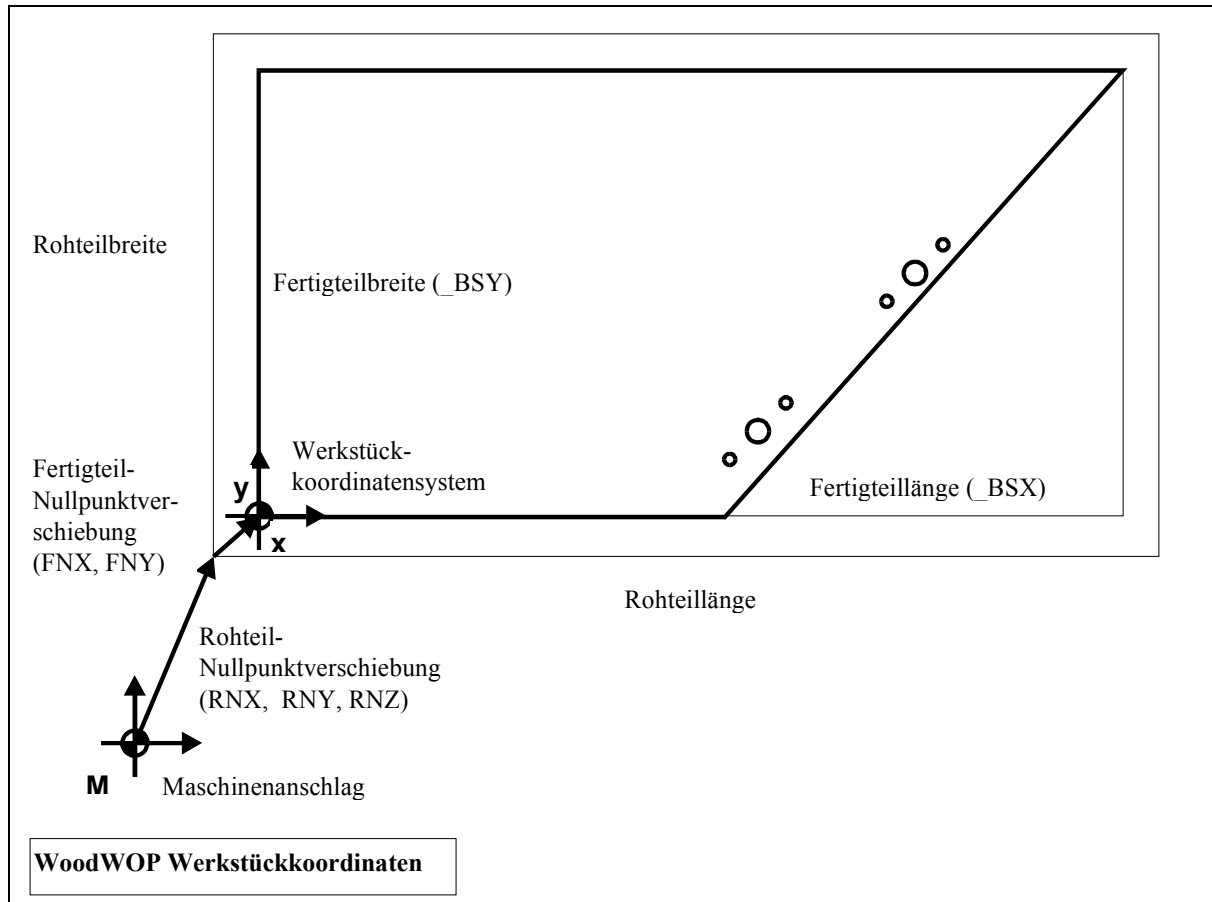 Rohteilbreite
Fertigteilbreite (_BSY)
Werkstück-
koordinatensystem
Fertigteil-
Nullpunktver-
schiebung
(FNX, FNY)
y
x
Fertigteillänge (_BSX)
Rohteillänge
Rohteil-
Nullpunktverschiebung
(RNX, RNY, RNZ)
M
Maschinenanschlag
WoodWOP Werkstückkoordinaten